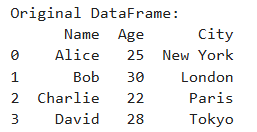 Original DataFrame:
Name Age City
0 Alice 25 New York
1 Bob 30 London
2 Charlie 22 Paris
3 David 28 Tokyo